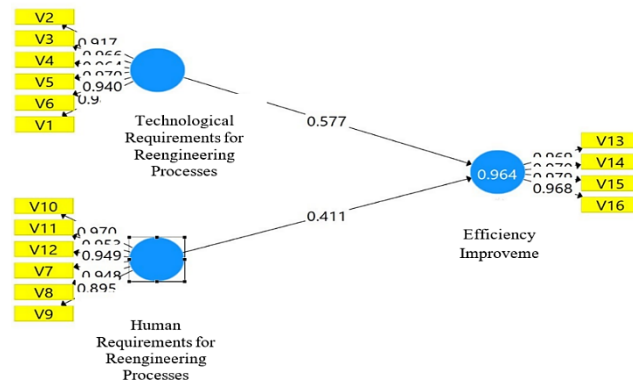 V2
V3
V4
V5
V6
V1
0.917
0.940
Technological
Requirements for
Reengineering
Processes
0.577
V10
V11
V12
V7
V8
V9
0.970
0.949
0.948
0.895
Human
Requirements for
Reengineering
Processes
0.411
0.964
V13
V14
V15
V16
0.968
Efficiency
Improveme